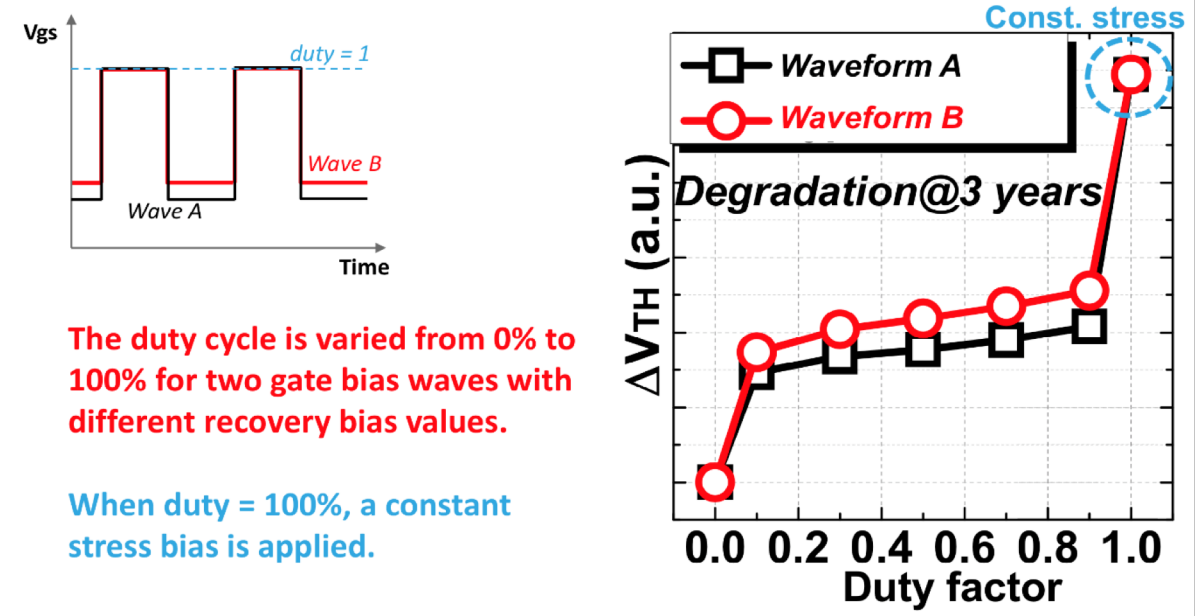 Vgs
duty = 1
Wave B
Wave A
Time
The duty cycle is varied from 0% to
100% for two gate bias waves with
different recovery bias values.
When duty = 100%, a constant
stress bias is applied.
Const. stress
Waveform A
Waveform B
Degradation@3 years
ΔVTH (a.u.)
0.0 0.2 0.4 0.6 0.8 1.0
Duty factor